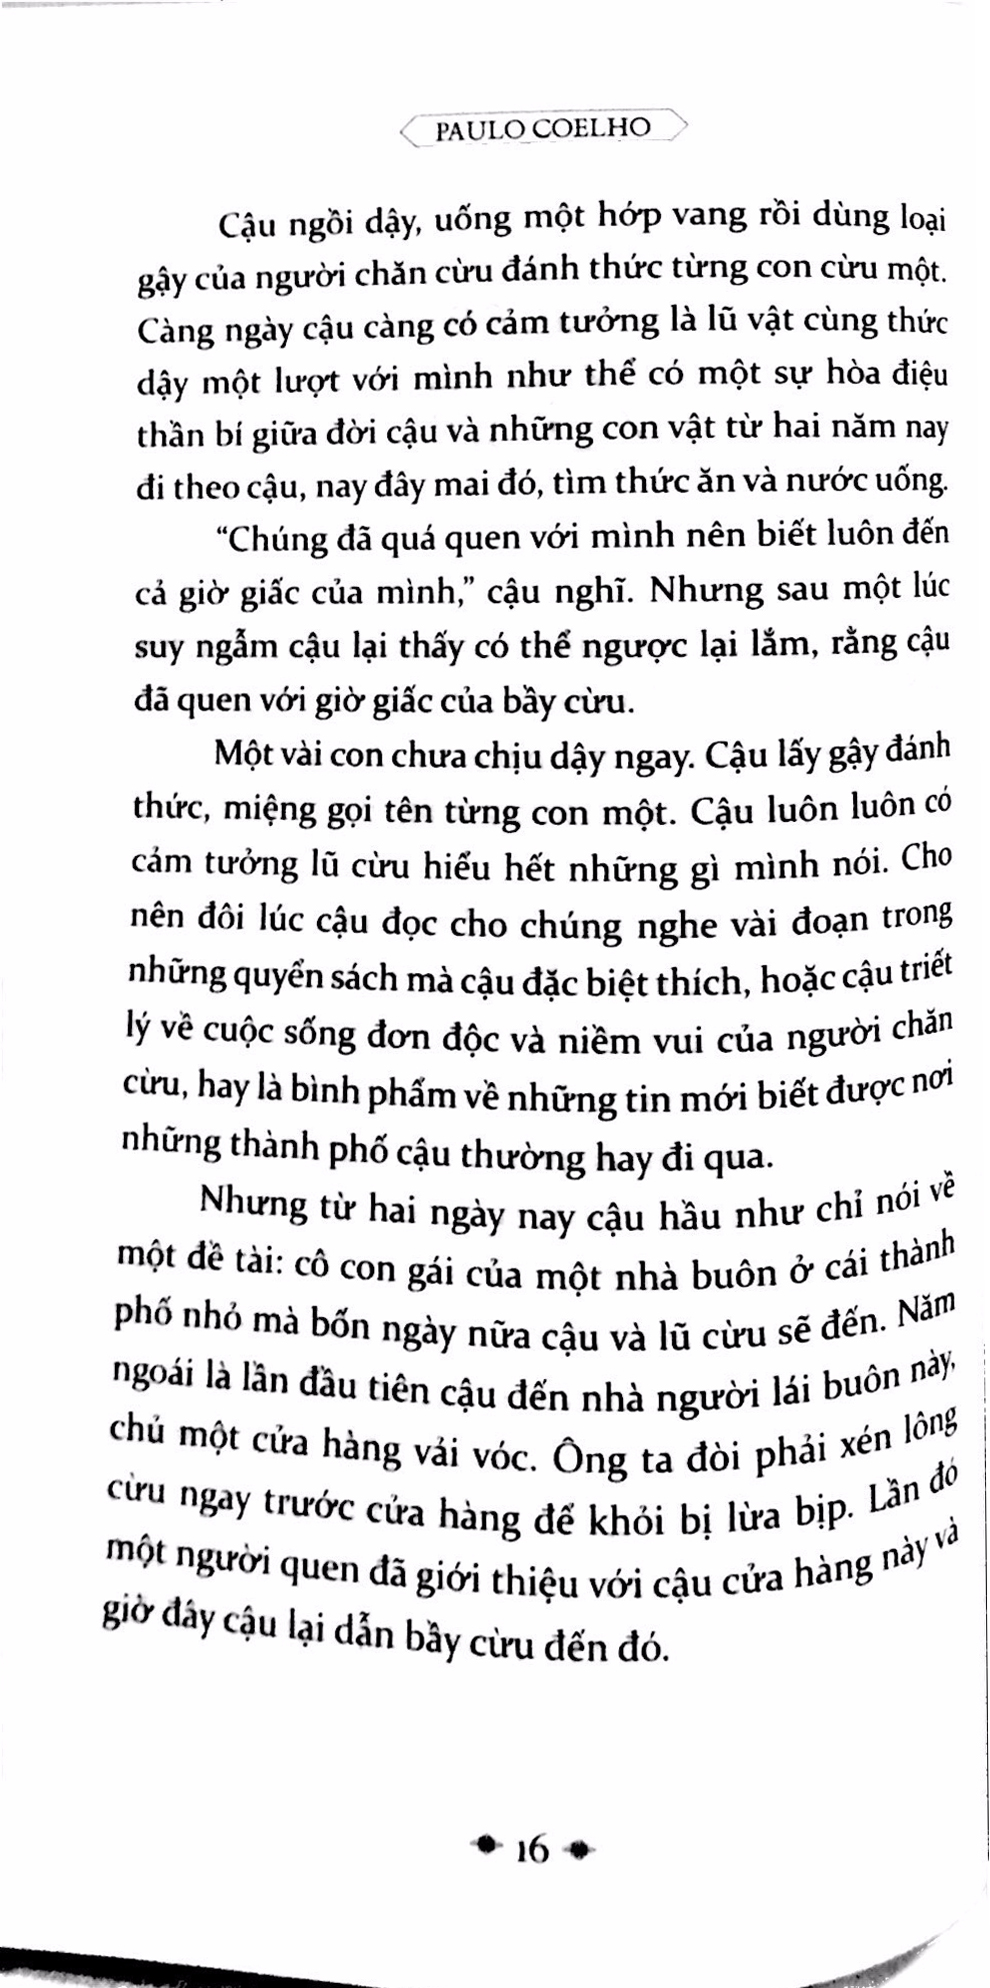 PAULO COELHO
Cậu ngồi dậy, uống một hớp vang rồi dùng loại
gậy của người chăn cừu đánh thức từng con cừu một.
Càng ngày cậu càng có cảm tưởng là lũ vật cùng thức
dậy một lượt với mình như thể có một sự hòa điệu
thần bí giữa đời cậu và những con vật từ hai năm nay
đi theo cậu, nay đây mai đó, tìm thức ăn và nước uống.
“Chúng đã quá quen với mình nên biết luôn đến
cả giờ giấc của mình,” cậu nghĩ. Nhưng sau một lúc
suy ngẫm cậu lại thấy có thể ngược lại lắm, rằng cậu
đã quen với giờ giấc của bầy cừu.
Một vài con chưa chịu dậy ngay. Cậu lấy gậy đánh
thức, miệng gọi tên từng con một. Cậu luôn luôn có
cảm tưởng lũ cừu hiểu hết những gì mình nói. Cho
nên đôi lúc cậu đọc cho chúng nghe vài đoạn trong
những quyển sách mà cậu đặc biệt thích, hoặc cậu triết
lý về cuộc sống đơn độc và niềm vui của người chăn
cừu, hay là bình phẩm về những tin mới biết được nơi
những thành phố cậu thường hay đi qua.
Nhưng từ hai ngày nay cậu hầu như chỉ nói về
một đề tài: cô con gái của một nhà buôn ở cái thành
phố nhỏ mà bốn ngày nữa cậu và lũ cừu sẽ đến. Năm
ngoái là lần đầu tiên cậu đến nhà người lái buôn này,
chủ một cửa hàng vải vóc. Ông ta đòi phải xén lông
cừu ngay trước cửa hàng để khỏi bị lừa bịp. Lần đó
một người quen đã giới thiệu với cậu cửa hàng này và
giờ đây cậu lại dẫn bầy cừu đến đó.
16